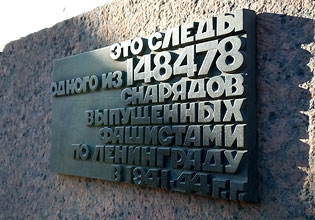 ЭТО СЛЕДЫ
ОДНОГО ИЗ 148478
СНАРЯДОВ
ВЫПУЩЕННЫХ
ФАШИСТАМИ
ПО ЛЕНИНГРАДУ
В 1941-44 Г.Г.